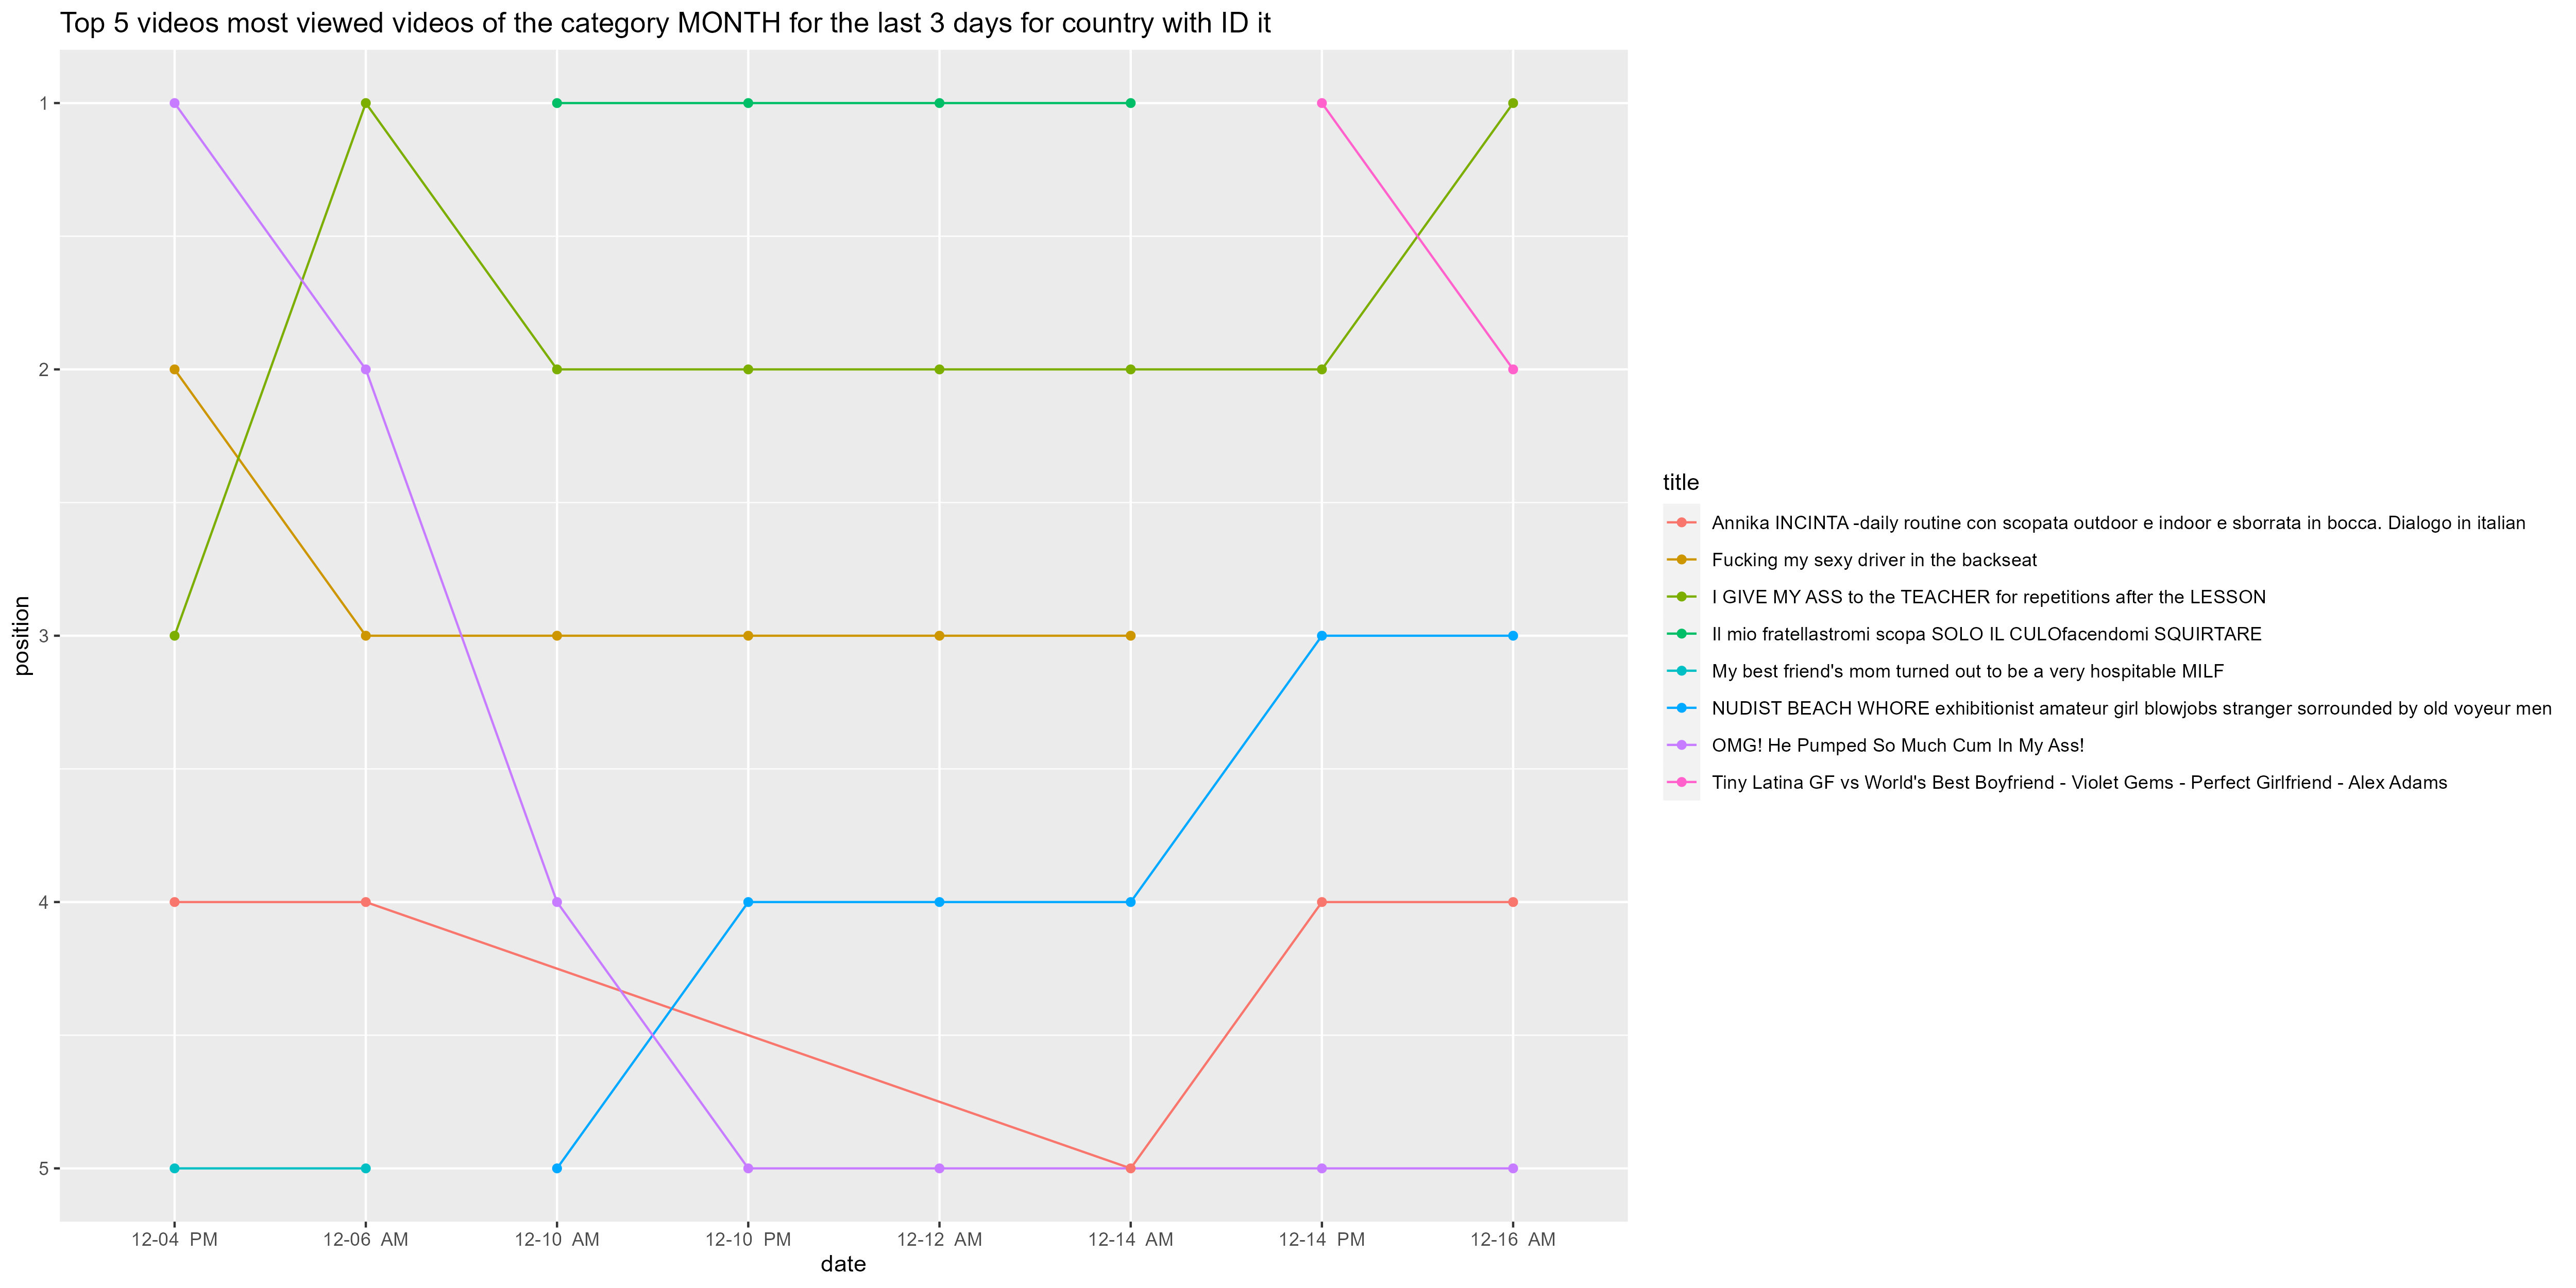 Top 5 videos most viewed videos of the category MONTH for the last 3 days for country with ID it
position
1
2
3
4
5
12-04 PM
12-06 AM
12-10 AM
12-10 PM
12-12 AM
12-14 AM
12-14 PM
12-16 AM
date
title
Annika INCINTA -daily routine con scopata outdoor e indoor e sborrata in bocca. Dialogo in italian
Fucking my sexy driver in the backseat
I GIVE MY ASS to the TEACHER for repetitions after the LESSON
Il mio fratellastromi scopa SOLO IL CULOfacendomi SQUIRTARE
My best friend's mom turned out to be a very hospitable MILF
NUDIST BEACH WHORE exhibitionist amateur girl blowjobs stranger sorrounded by old voyeur men
OMG! He Pumped So Much Cum In My Ass!
Tiny Latina GF vs World's Best Boyfriend - Violet Gems - Perfect Girlfriend - Alex Adams